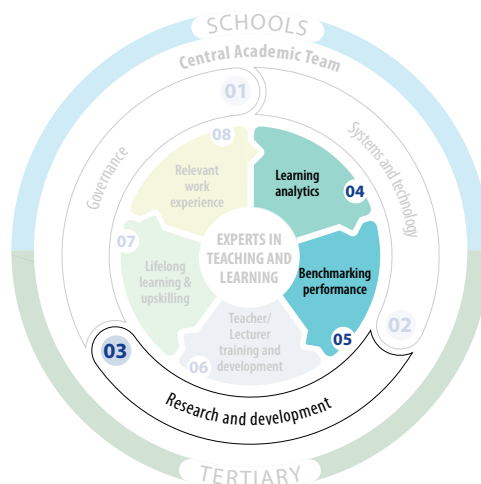 SCHOOLS
Central Academic Team
01
Governance
Systems and technology
08
Relevant
work
experience
Learning
analytics
04
07
EXPERTS IN
TEACHING AND
LEARNING
Lifelong
learning &
upskilling
Benchmarking
performance
02
Teacher/
Lecturer
training and
development
05
03
06
Research and development
TERTIARY